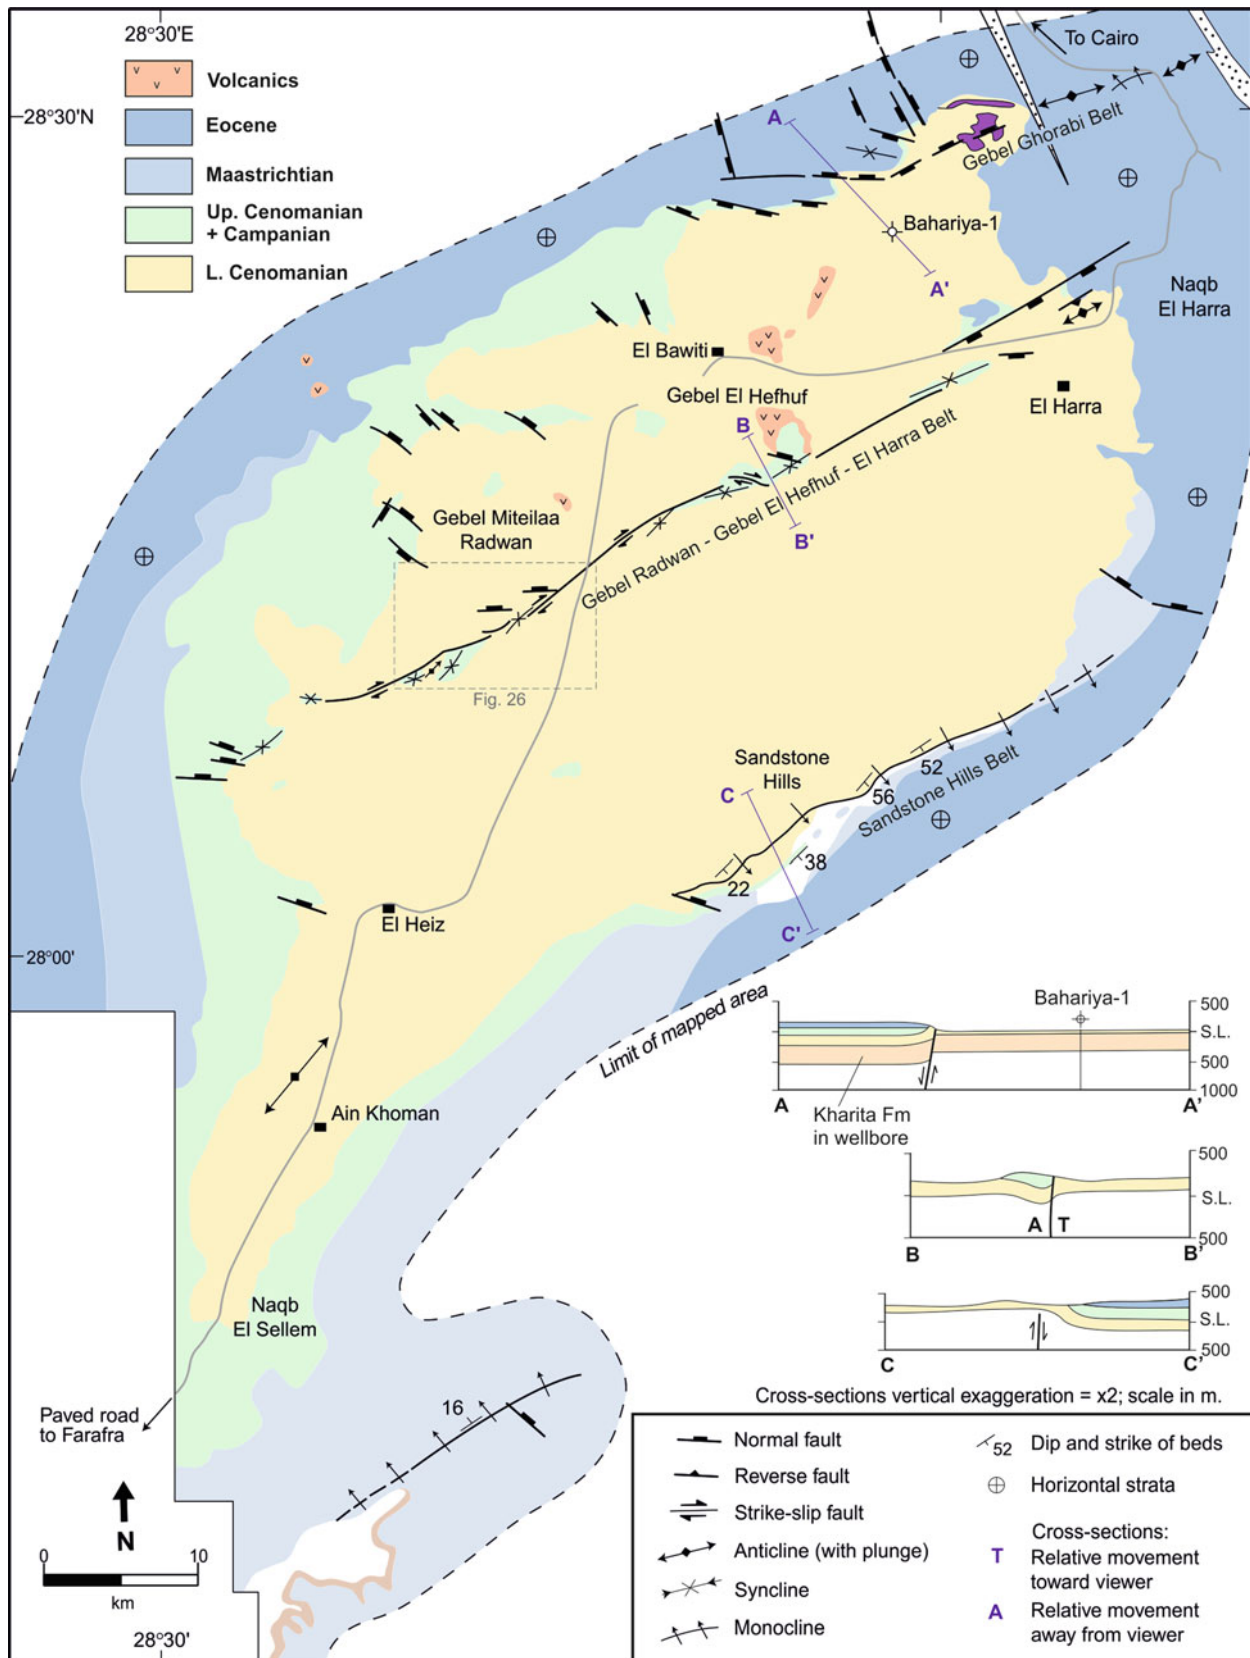 28°30'E
To Cairo
Volcanics
28°30'N
Eocene
A
Gebel Ghorabi Belt
Maastrichtian
Up. Cenomanian
+ Campanian
Bahariya-1
L. Cenomanian
A'
Naqb
El Harra
El Bawiti
Gebel El Hefhuf
El Harra
B
Gebel Miteilaa
Radwan
B'
Gebel Radwan - Gebel El Hefhuf - El Harra Belt
Fig. 26
Sandstone
Hills
52
56
Sandstone Hills Belt
C
38
22
El Heiz
C'
28°00'
Limit of mapped area
Bahariya-1
500
S.L.
500
1000
A
A'
Kharita Fm
in wellbore
Ain Khoman
500
S.L.
A T
500
B
B'
Naqb
El Sellem
500
S.L.
500
C
C'
Cross-sections vertical exaggeration = x2; scale in m.
Paved road
to Farafra
16
N
0 10
km
28°30'
Normal fault
Reverse fault
Strike-slip fault
Anticline (with plunge)
Syncline
Monocline
52 Dip and strike of beds
Horizontal strata
Cross-sections:
T Relative movement
toward viewer
A Relative movement
away from viewer